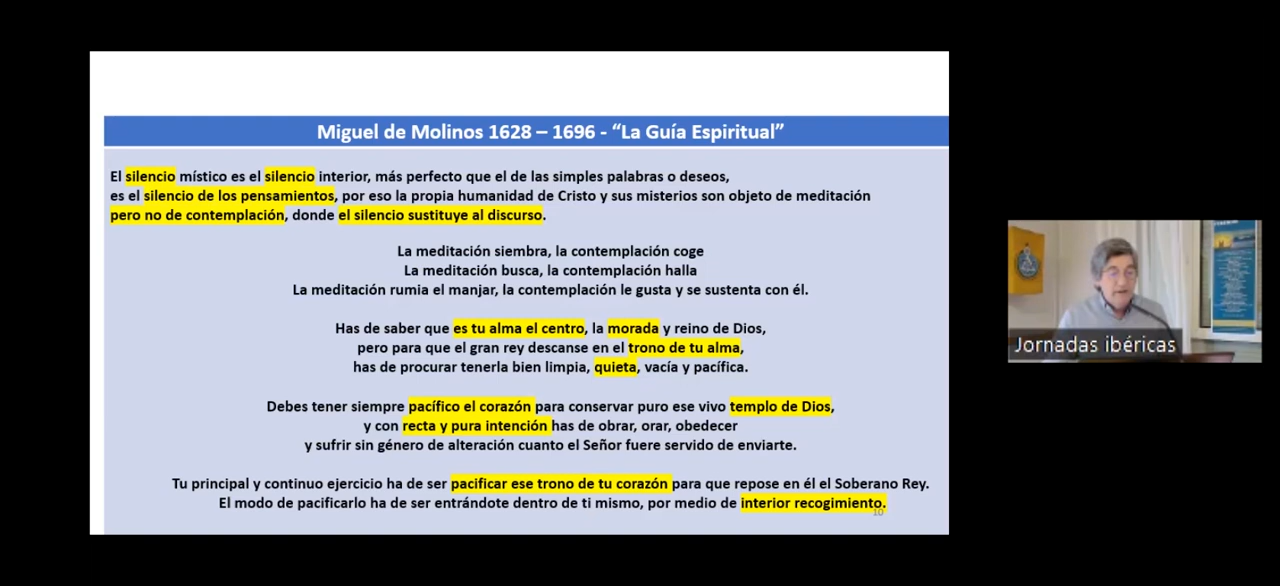 Miguel de Molinos 1628 – 1696 - “La Guía Espiritual”
El silencio místico es el silencio interior, más perfecto que el de las simples palabras o deseos,
es el silencio de los pensamientos, por eso la propia humanidad de Cristo y sus misterios son objeto de meditación
pero no de contemplación, donde el silencio sustituye al discurso.
La meditación siembra, la contemplación coge
La meditación busca, la contemplación halla
La meditación rumia el manjar, la contemplación le gusta y se sustenta con él.
Has de saber que es tu alma el centro, la morada y reino de Dios,
pero para que el gran rey descanse en el trono de tu alma,
has de procurar tenerla bien limpia, quieta, vacía y pacífica.
Debes tener siempre pacífico el corazón para conservar puro ese vivo templo de Dios,
y con recta y pura intención has de obrar, orar, obedecer
y sufrir sin género de alteración cuanto el Señor fuere servido de enviarte.
Tu principal y continuo ejercicio ha de ser pacificar ese trono de tu corazón para que repose en él el Soberano Rey.
El modo de pacificarlo ha de ser entrándote dentro de ti mismo, por medio de interior recogimiento.
10
Jornadas ibéricas